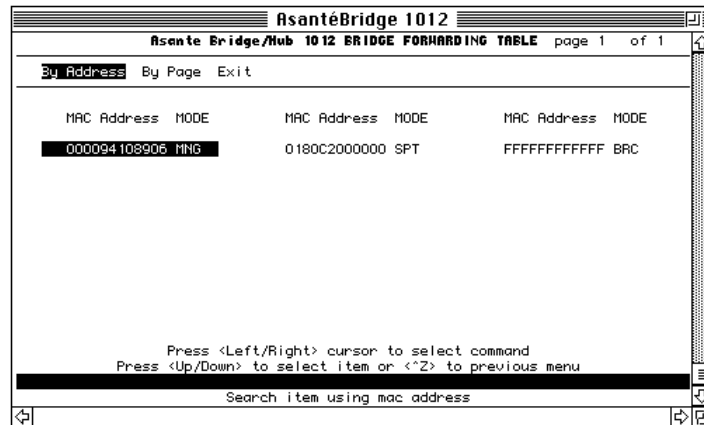 AsantéBridge 1012
Asante Bridge/Hub 1012 BRIDGE FORWARDING TABLE page 1 of 1
By Address By Page Exit
MAC Address MODE MAC Address MODE MAC Address MODE
000094108906 MNG 0180C2000000 SPT FFFFFFFFFFFF BRC
Press <Left/Right> cursor to select command
Press <Up/Down> to select item or <^Z> to previous menu
Search item using mac address